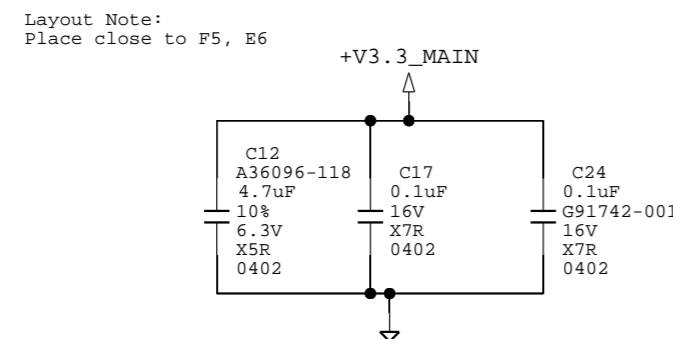 Layout Note:
Place close to F5, E6
+V3.3_MAIN
C12
A36096-118
4.7uF
10%
6.3V
X5R
0402
C17
0.1uF
16V
X7R
0402
C24
0.1uF
G91742-001
16V
X7R
0402